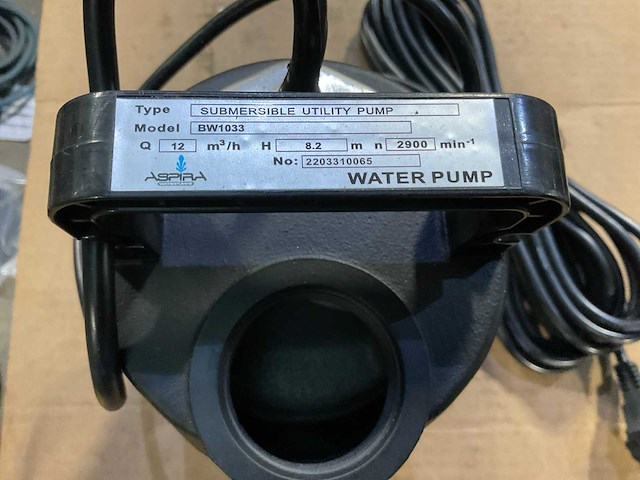 Type SUBMERSIBLE UTILITY PUMP
Model BW1033
Q 12 m³/h H 8.2 m n 2900 min⁻¹
No: 2203310065
ASPIRA
WATER PUMP